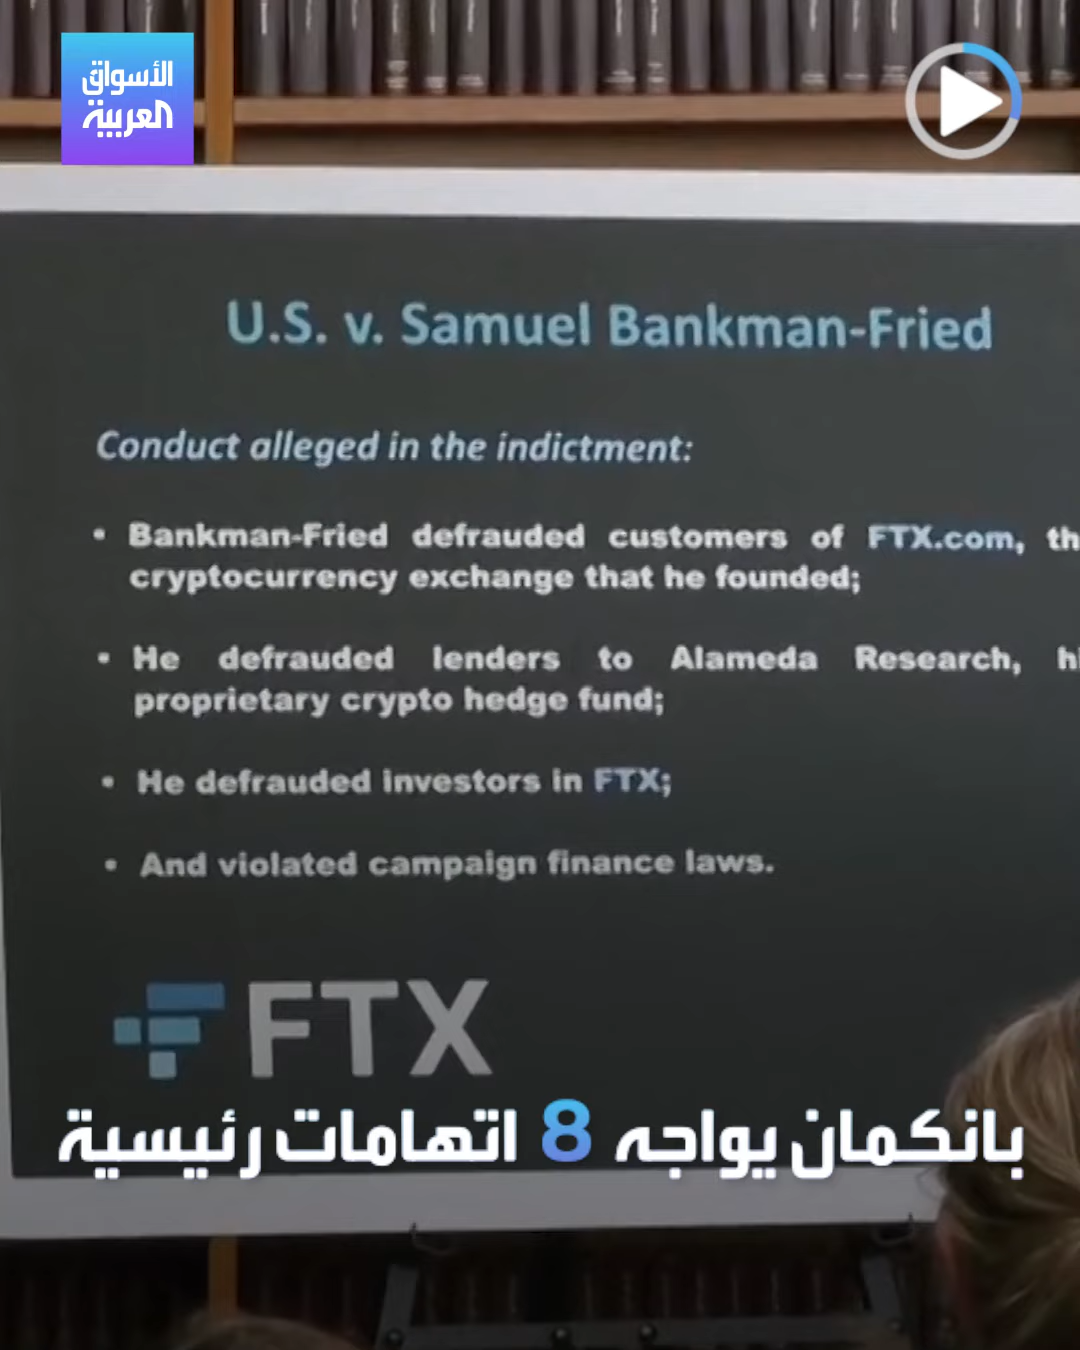 الأسواق
العربية
U.S. v. Samuel Bankman-Fried
Conduct alleged in the indictment:
• Bankman-Fried defrauded customers of FTX.com, th
cryptocurrency exchange that he founded;
• He defrauded lenders to Alameda Research, hi
proprietary crypto hedge fund;
• He defrauded investors in FTX;
• And violated campaign finance laws.
FTX
بانكمان يواجه 8 اتهامات رئيسية